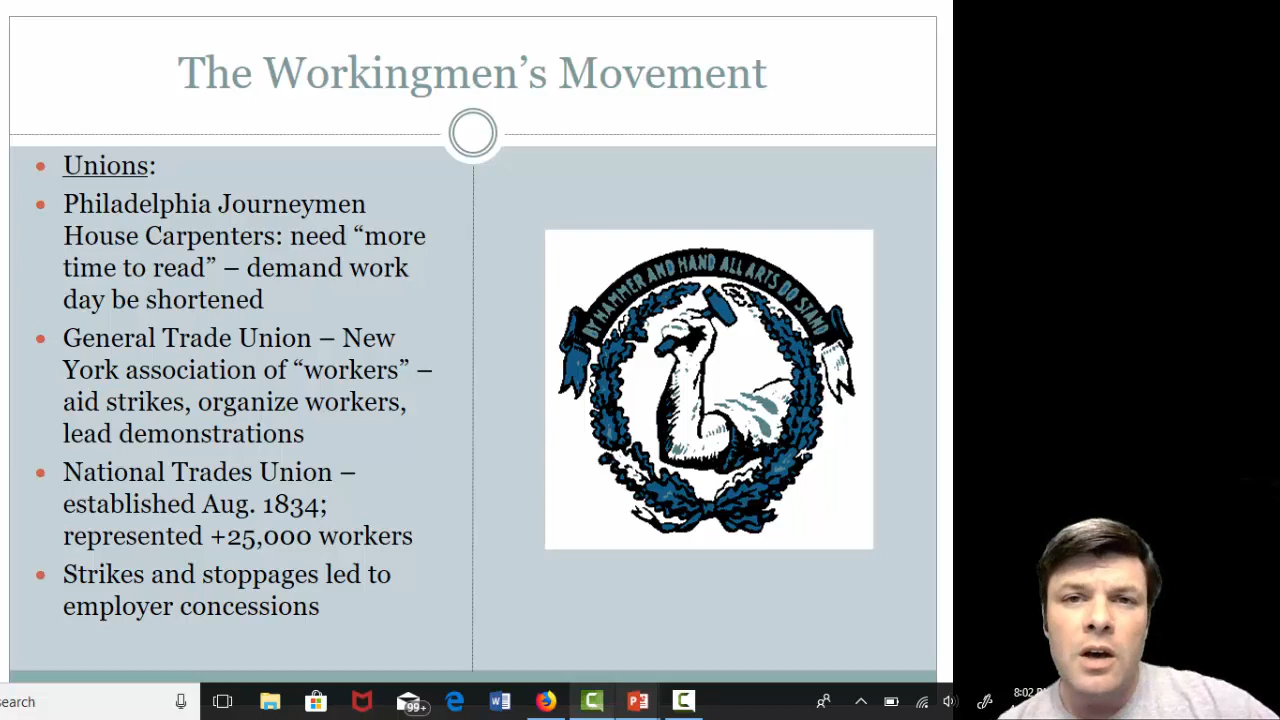 The Workingmen’s Movement
Unions:
Philadelphia Journeymen
House Carpenters: need “more
time to read” – demand work
day be shortened
General Trade Union – New
York association of “workers” –
aid strikes, organize workers,
lead demonstrations
National Trades Union –
established Aug. 1834;
represented +25,000 workers
Strikes and stoppages led to
employer concessions
BY HAMMER AND HAND ALL ARTS DO STAND
earch
99+
8:02